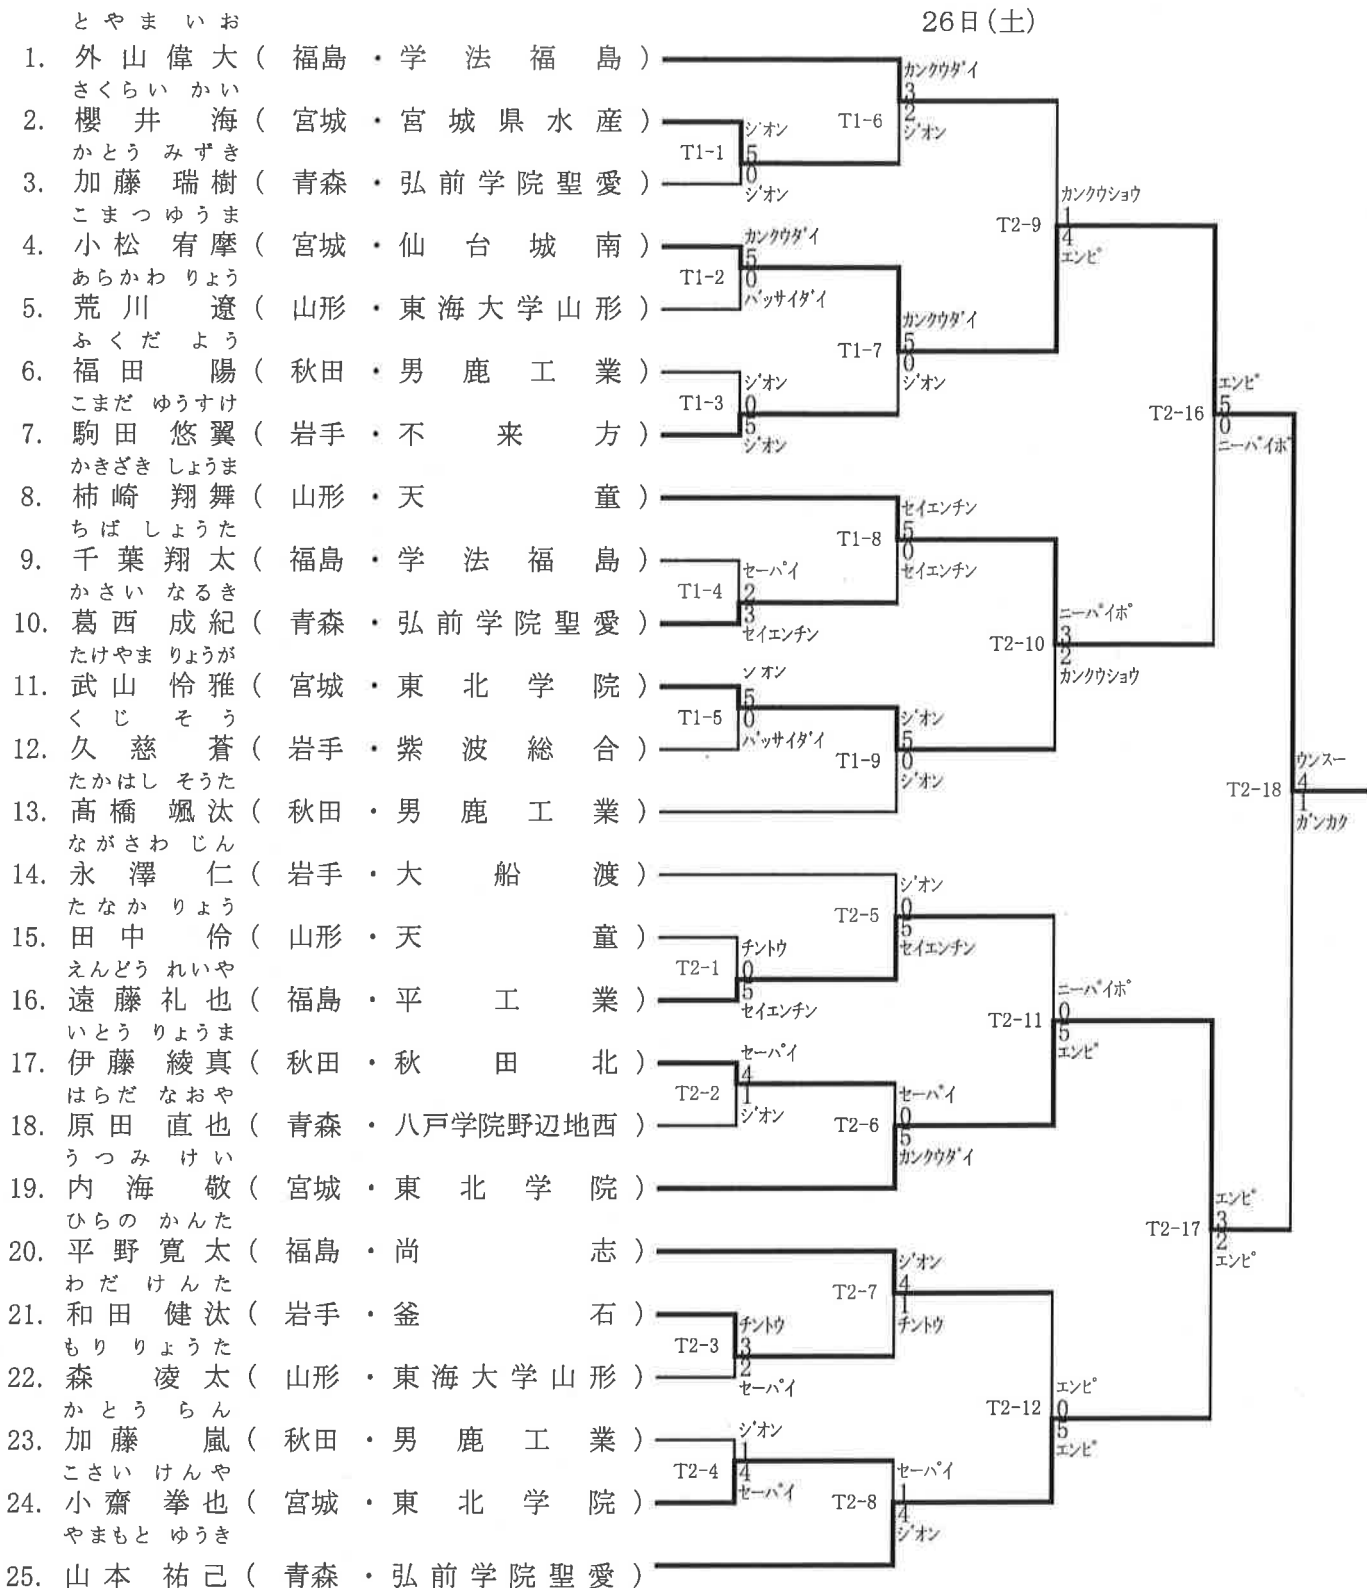 26日(土)
とやま いお
1. 外山偉大 ( 福島 ・ 学法福島 )
さくらい かい
2. 櫻井 海 ( 宮城 ・ 宮城県水産 )
かとう みずき
3. 加藤 瑞樹 ( 青森 ・ 弘前学院聖愛 )
こまつ ゆうま
4. 小松 宥摩 ( 宮城 ・ 仙台城南 )
あらかわ りょう
5. 荒川 遼 ( 山形 ・ 東海大学山形 )
ふくだ よう
6. 福田 陽 ( 秋田 ・ 男鹿工業 )
こまだ ゆうすけ
7. 駒田 悠翼 ( 岩手 ・ 不来方 )
かきざき しょうま
8. 柿崎 翔舞 ( 山形 ・ 天童 )
ちば しょうた
9. 千葉翔太 ( 福島 ・ 学法福島 )
かさい なるき
10. 葛西 成紀 ( 青森 ・ 弘前学院聖愛 )
たけやま りょうが
11. 武山 怜雅 ( 宮城 ・ 東北学院 )
くじ そう
12. 久慈 蒼 ( 岩手 ・ 紫波総合 )
たかはし そうた
13. 髙橋 颯汰 ( 秋田 ・ 男鹿工業 )
ながさわ じん
14. 永澤 仁 ( 岩手 ・ 大船渡 )
たなか りょう
15. 田中 伶 ( 山形 ・ 天童 )
えんどう れいや
16. 遠藤礼也 ( 福島 ・ 平工業 )
いとう りょうま
17. 伊藤 綾真 ( 秋田 ・ 秋田北 )
はらだ なおや
18. 原田 直也 ( 青森 ・ 八戸学院野辺地西 )
うつみ けい
19. 内海 敬 ( 宮城 ・ 東北学院 )
ひらの かんた
20. 平野寛太 ( 福島 ・ 尚志 )
わだ けんた
21. 和田 健汰 ( 岩手 ・ 釜石 )
もり りょうた
22. 森 凌太 ( 山形 ・ 東海大学山形 )
かとう らん
23. 加藤 嵐 ( 秋田 ・ 男鹿工業 )
こさい けんや
24. 小齋 拳也 ( 宮城 ・ 東北学院 )
やまもと ゆうき
25. 山本 祐己 ( 青森 ・ 弘前学院聖愛 )
T1-1
ジオン
5
0
ジオン
T1-2
カンクウダイ
5
0
バッサイダイ
T1-3
ジオン
0
5
ジオン
T1-4
セーパイ
2
3
セイエンチン
T1-5
ジオン
5
0
バッサイダイ
T2-1
チントウ
0
5
セイエンチン
T2-2
セーパイ
4
1
ジオン
T2-3
チントウ
3
2
セーパイ
T2-4
ジオン
1
4
セーパイ
T1-6
カンクウダイ
3
2
ジオン
T1-7
カンクウダイ
5
0
ジオン
T1-8
セイエンチン
5
0
セイエンチン
T1-9
ジオン
5
0
ジオン
T2-5
ジオン
0
5
セイエンチン
T2-6
セーパイ
0
5
カンクウダイ
T2-7
ジオン
4
1
チントウ
T2-8
セーパイ
1
4
ジオン
T2-9
カンクウショウ
1
4
エンピ
T2-10
ニーパイポ
3
2
カンクウショウ
T2-11
ニーパイポ
0
5
エンピ
T2-12
エンピ
0
5
エンピ
T2-16
エンピ
5
0
ニーパイポ
T2-17
エンピ
3
2
エンピ
T2-18
ウンスー
4
1
ガンカク